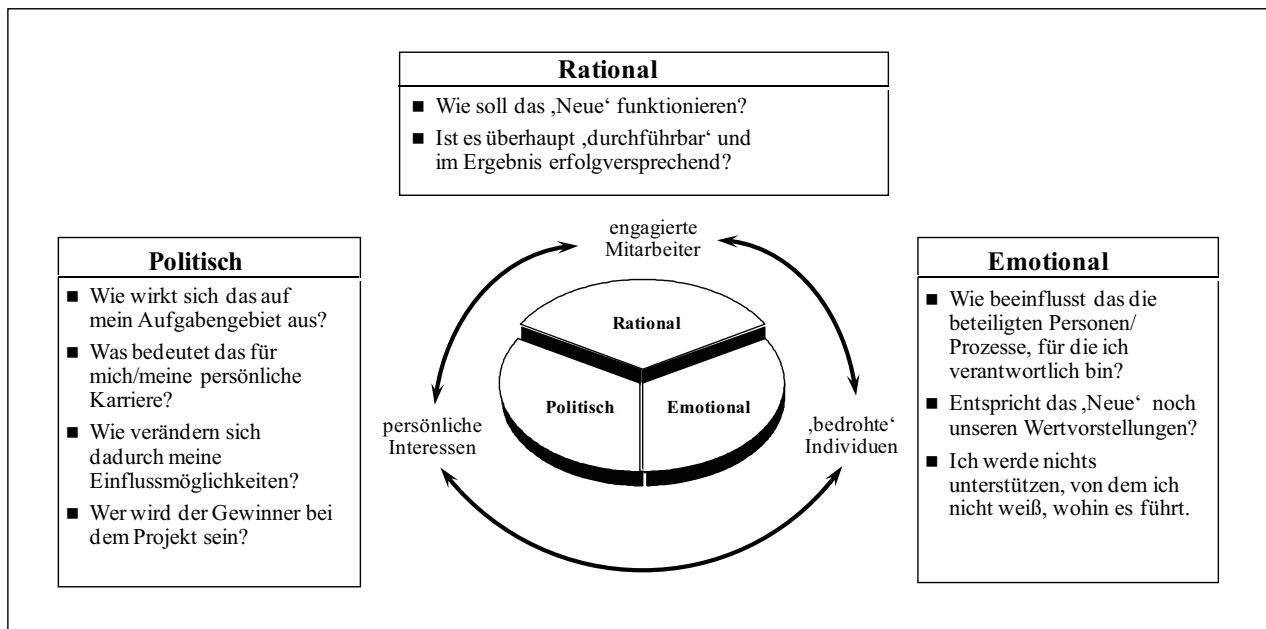 Rational
■ Wie soll das ‚Neue‘ funktionieren?
■ Ist es überhaupt ‚durchführbar‘ und
im Ergebnis erfolgversprechend?
Politisch
■ Wie wirkt sich das auf
mein Aufgabengebiet aus?
■ Was bedeutet das für
mich/meine persönliche
Karriere?
■ Wie verändern sich
dadurch meine
Einflussmöglichkeiten?
■ Wer wird der Gewinner bei
dem Projekt sein?
engagierte
Mitarbeiter
Rational
Politisch
Emotional
persönliche
Interessen
‚bedrohte‘
Individuen
Emotional
■ Wie beeinflusst das die
beteiligten Personen/
Prozesse, für die ich
verantwortlich bin?
■ Entspricht das ‚Neue‘ noch
unseren Wertvorstellungen?
■ Ich werde nichts
unterstützen, von dem ich
nicht weiß, wohin es führt.